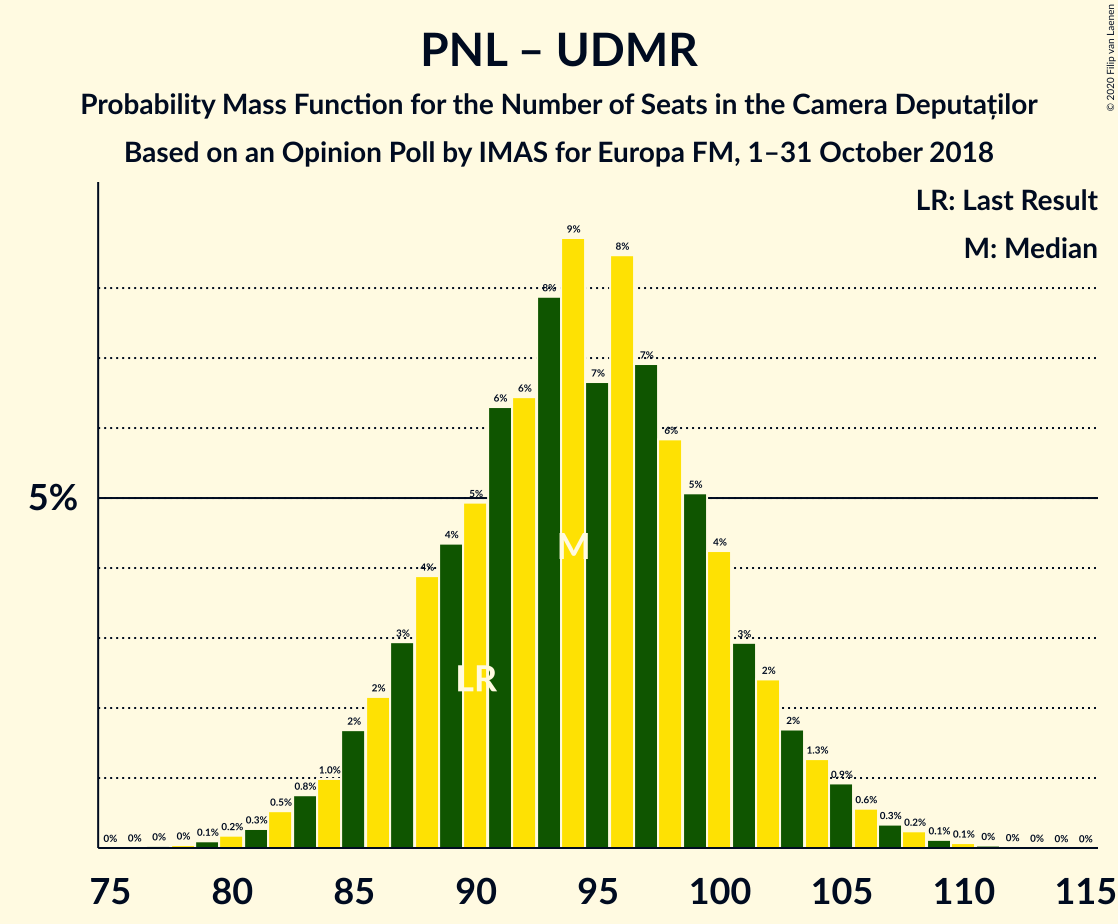 PNL – UDMR
Probability Mass Function for the Number of Seats in the Camera Deputaților
Based on an Opinion Poll by IMAS for Europa FM, 1–31 October 2018
© 2020 Filip van Laenen
LR: Last Result
M: Median
5%
0% 0% 0% 0% 0.1% 0.2% 0.3% 0.5% 0.8% 1.0% 2% 2% 3% 4% 4% 5% 6% 6% 8% 9% 7% 8% 7% 6% 5% 4% 3% 2% 2% 1.3% 0.9% 0.6% 0.3% 0.2% 0.1% 0.1% 0% 0% 0% 0% 0%
M
LR
75 80 85 90 95 100 105 110 115